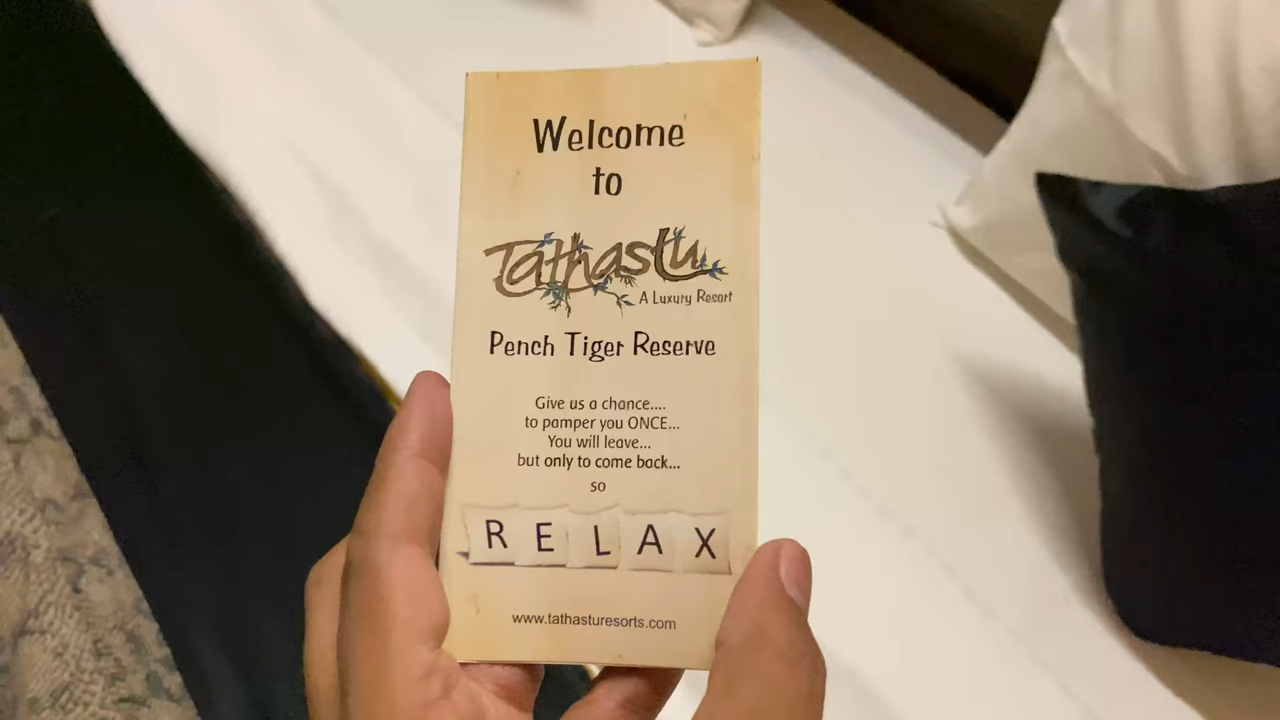 Welcome
to
Tathastu
A Luxury Resort
Pench Tiger Reserve
Give us a chance....
to pamper you ONCE...
You will leave...
but only to come back...
so
RELAX
www.tathasturesorts.com